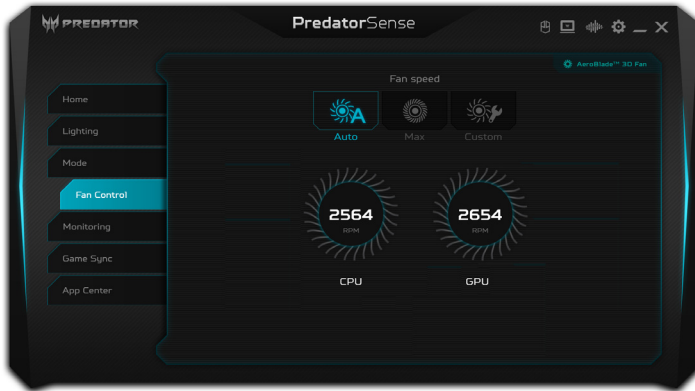 PREDATOR
PredatorSense
AeroBlade™ 3D Fan
Fan speed
Home
Lighting
Mode
Fan Control
Monitoring
Game Sync
App Center
Auto
Max
Custom
2564
RPM
2654
RPM
CPU
GPU